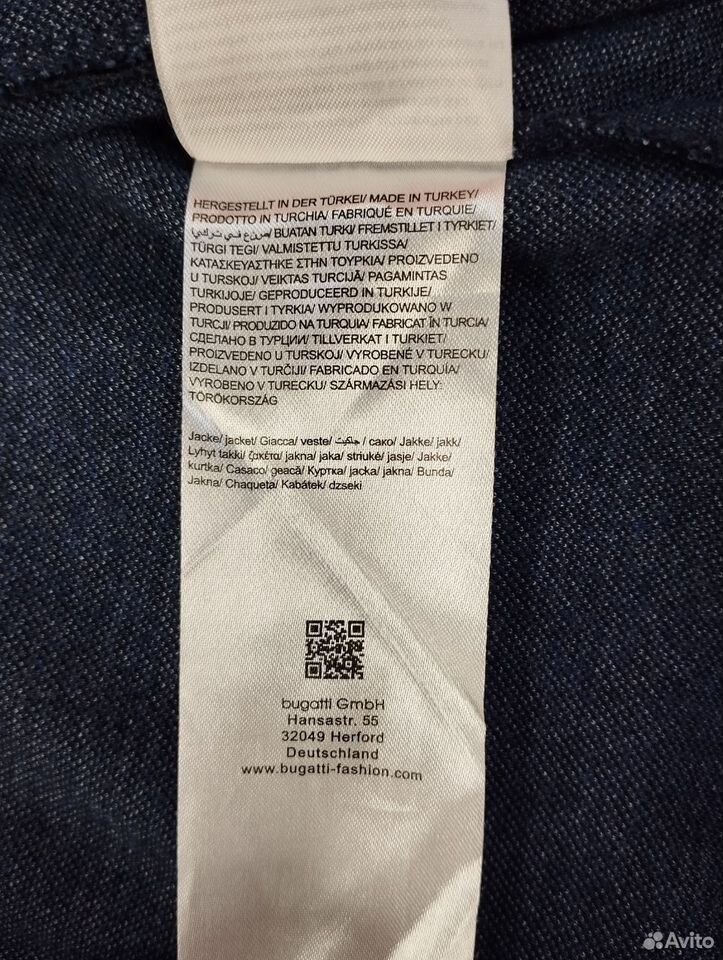 HERGESTELLT IN DER TÜRKEI/ MADE IN TURKEY/
PRODOTTO IN TURCHIA/ FABRIQUÉ EN TURQUIE/
صنع في تركي/ BUATAN TURKI/ FREMSTILLET I TYRKIET/
TÜRGI TEGI/ VALMISTETTU TURKISSA/
ΚΑΤΑΣΚΕΥΑΣΤΗΚΕ ΣΤΗΝ ΤΟΥΡΚΙΑ/ PROIZVEDENO
U TURSKOJ/ VEIKTAS TURCIJĀ/ PAGAMINTAS
TURKIJOJE/ GEPRODUCEERD IN TURKIJE/
PRODUSERT I TYRKIA/ WYPRODUKOWANO W
TURCJI/ PRODUZIDO NA TURQUIA/ FABRICAT ÎN TURCIA/
СДЕЛАНО В ТУРЦИИ/ TILLVERKAT I TURKIET/
PROIZVEDENO U TURSKOJ/ VYROBENÉ V TURECKU/
IZDELANO V TURČIJI/ FABRICADO EN TURQUÍA/
VYROBENO V TURECKU/ SZÁRMAZÁSI HELY:
TÖRÖKORSZÁG
Jacke/ jacket/ Giacca/ veste/ جاكيت/ / сако/ Jakke/ jakk/
Lyhyt takki/ ζακέτα/ jakna/ jaka/ striukė/ jasje/ Jakke/
kurtka/ Casaco/ geacă/ Куртка/ jacka/ jakna/ Bunda/
Jakna/ Chaqueta/ Kabátek/ dzseki
bugatti GmbH
Hansastr. 55
32049 Herford
Deutschland
www.bugatti-fashion.com
Avito